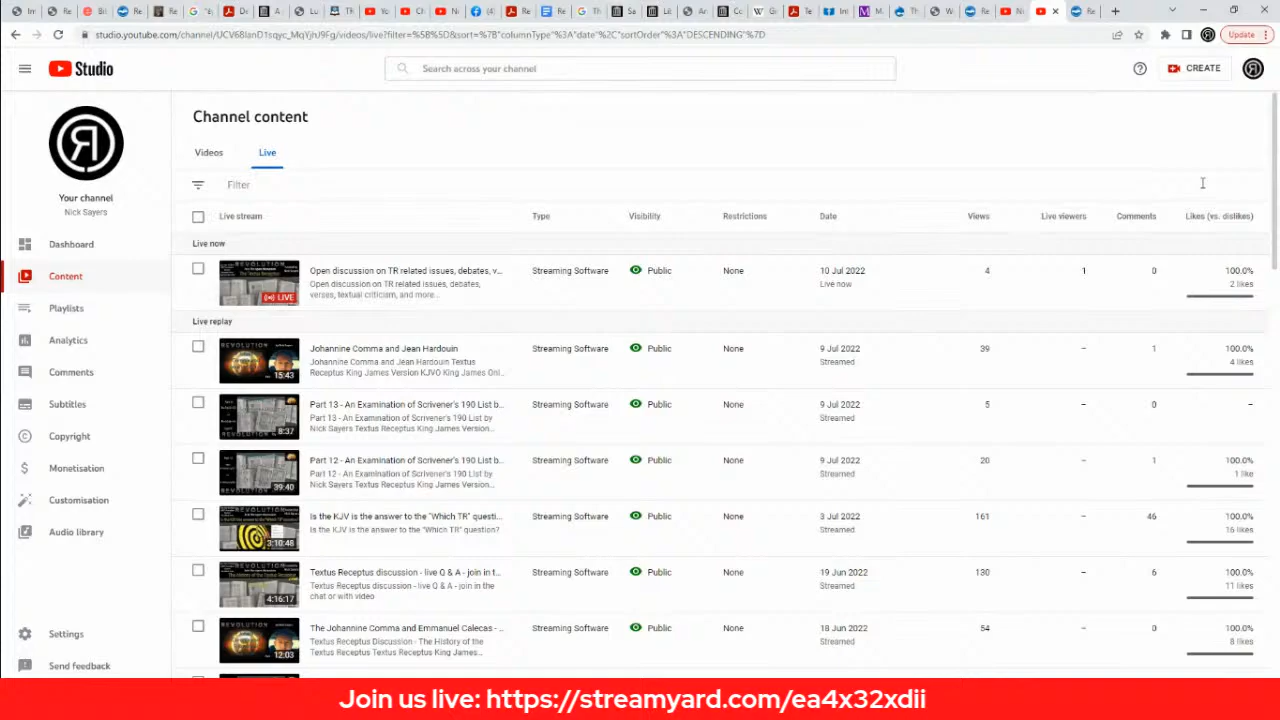 studio.youtube.com/channel/UCV68IanD1sqyc_MqYjhJ9Fg/videos/live?filter=%5B%5D&sort=%7B"columnType"%3A"date"%2C"sortOrder"%3A"DESCENDING"%7D
Update
Studio
Search across your channel
CREATE
Your channel
Nick Sayers
Dashboard
Content
Playlists
Analytics
Comments
Subtitles
Copyright
Monetisation
Customisation
Audio library
Settings
Send feedback
Channel content
Videos Live
Filter
Live stream Type Visibility Restrictions Date Views Live viewers Comments Likes (vs. dislikes)
Live now
Open discussion on TR related issues, debates, v... Streaming Software Public None 10 Jul 2022 4 1 0 100.0%
Open discussion on TR related issues, debates, Live now 2 likes
verses, textual criticism, and more...
LIVE
Live replay
Johannine Comma and Jean Hardouin Streaming Software Public None 9 Jul 2022 39 – 1 100.0%
Johannine Comma and Jean Hardouin Textus Streamed 4 likes
Receptus King James Version KJVO King James Onl...
15:43
Part 13 - An Examination of Scrivener's 190 List b... Streaming Software Public None 9 Jul 2022 5 – 0 –
Part 13 - An Examination of Scrivener's 190 List by Streamed
Nick Sayers Textus Receptus King James Version...
8:37
Part 12 - An Examination of Scrivener's 190 List b... Streaming Software Public None 9 Jul 2022 20 – 1 100.0%
Part 12 - An Examination of Scrivener's 190 List by Streamed 1 like
Nick Sayers Textus Receptus King James Version...
39:40
Is the KJV is the answer to the "Which TR" questi... Streaming Software Public None 3 Jul 2022 161 – 46 100.0%
Is the KJV is the answer to the "Which TR" question? Streamed 16 likes
3:10:48
Textus Receptus discussion - live Q & A - join in t... Streaming Software Public None 19 Jun 2022 130 – 6 100.0%
Textus Receptus discussion - live Q & A - join in the Streamed 11 likes
chat or with video
4:16:17
The Johannine Comma and Emmanuel Calecas - ... Streaming Software Public None 18 Jun 2022 54 – 0 100.0%
Textus Receptus Discussion - The History of the Streamed 8 likes
Textus Receptus Textus Receptus King James...
12:03
Join us live: https://streamyard.com/ea4x32xdii